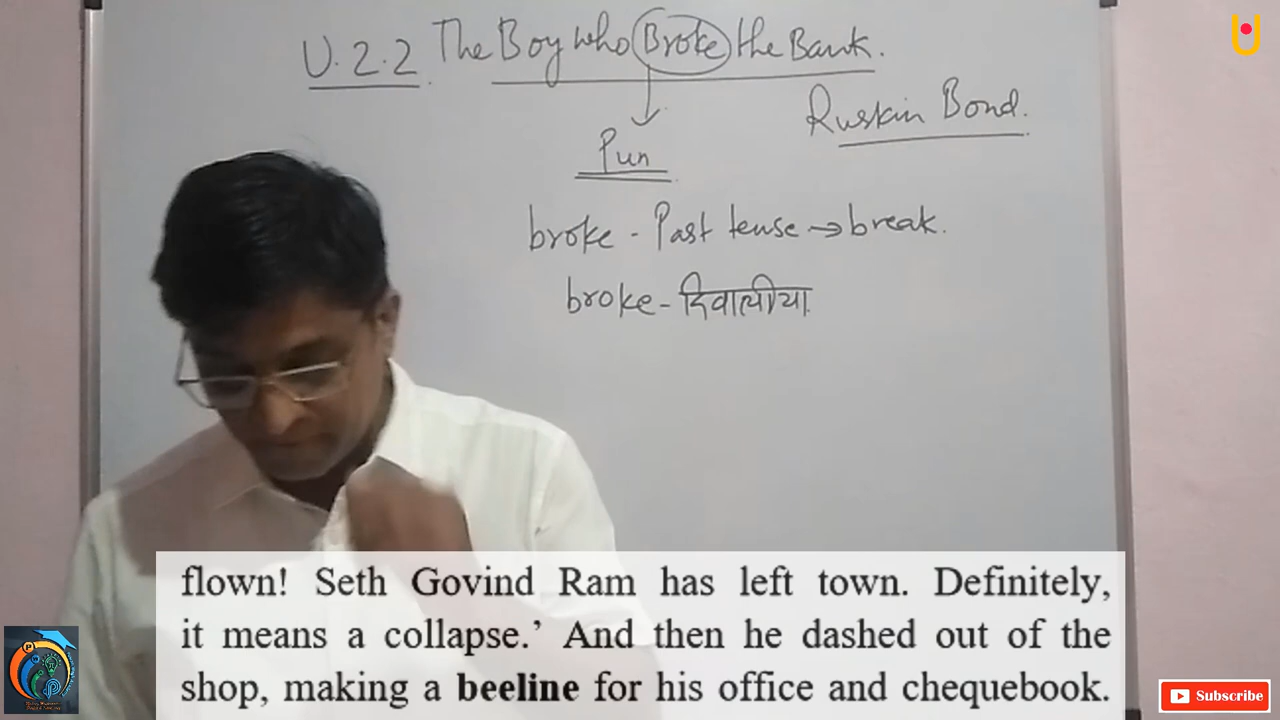 U.2.2 The Boy who Broke the Bank.
Ruskin Bond.
Pun
broke - Past tense → break.
broke - दिवालीया
flown! Seth Govind Ram has left town. Definitely,
it means a collapse.’ And then he dashed out of the
shop, making a beeline for his office and chequebook.
Subscribe